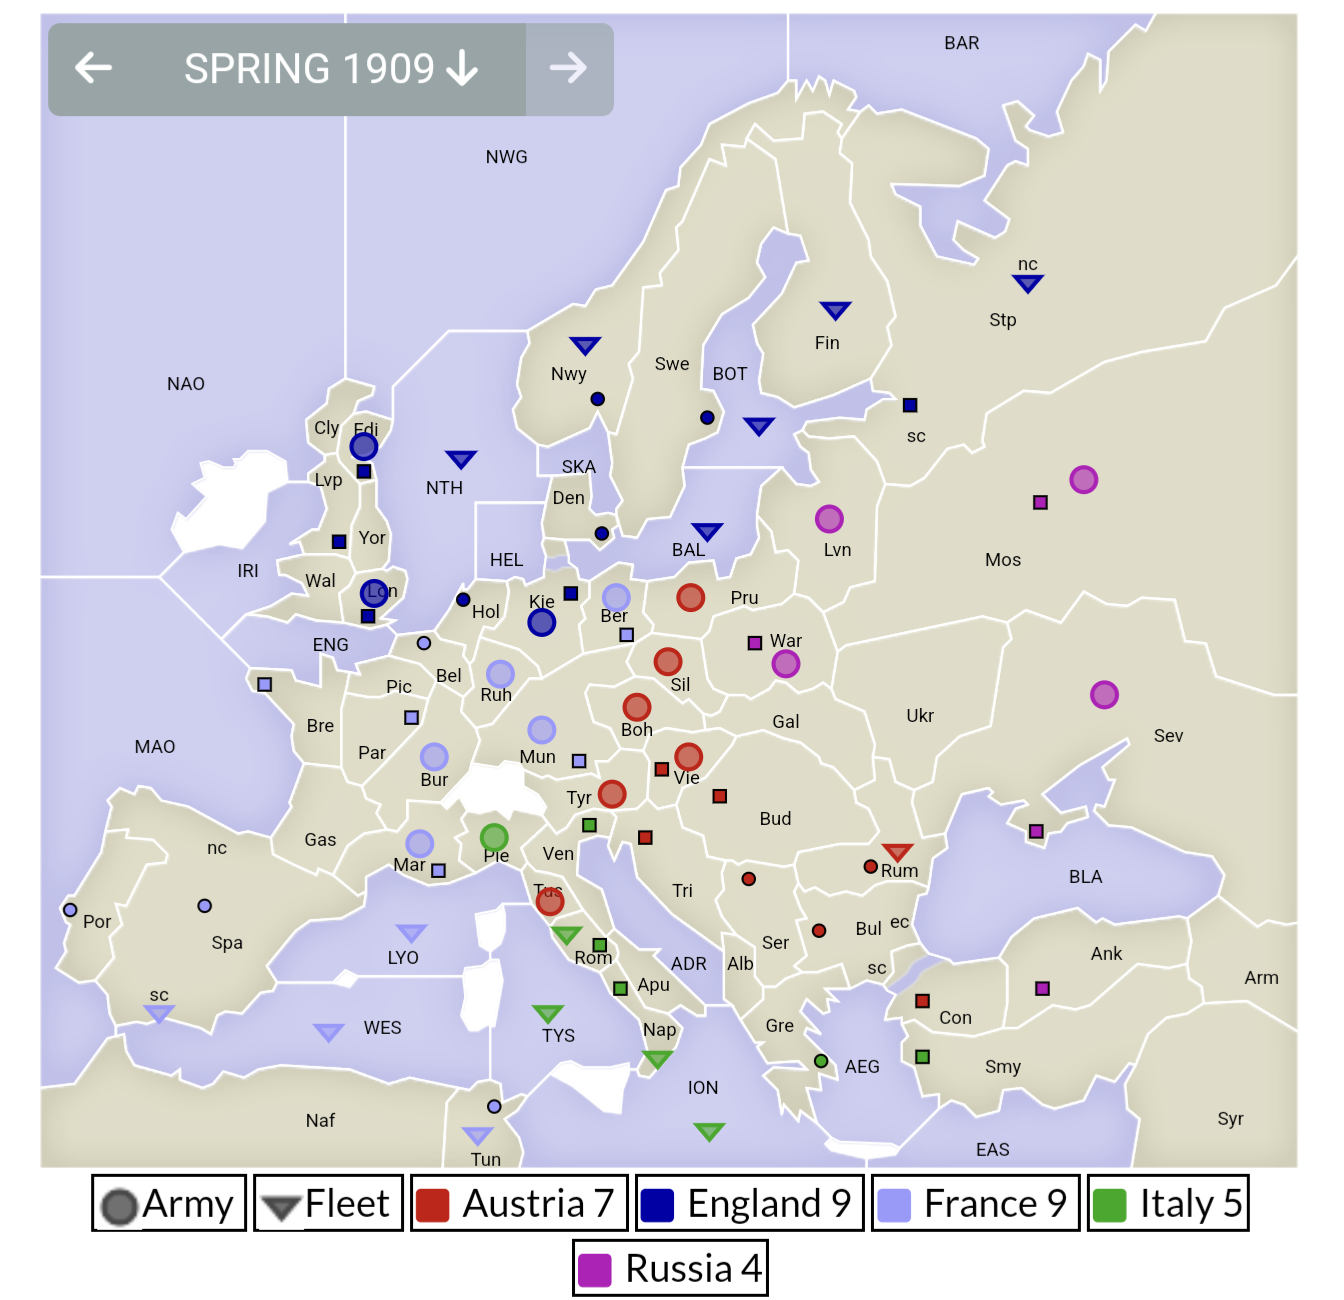 SPRING 1909
BAR
NWG
nc
Stp
NAO
Fin
Nwy
Swe
BOT
Cly
Edi
sc
SKA
Lvp
NTH
Den
Yor
BAL
Lvn
Mos
HEL
IRI
Wal
Lon
Hol
Kie
Ber
Pru
ENG
War
Bel
Pic
Ruh
Sil
Ukr
Gal
Bre
Boh
Sev
MAO
Par
Mun
Bur
Vie
Tyr
Bud
nc
Gas
Mar
Pie
Ven
Rum
BLA
Tri
Tus
Por
Spa
Bul
ec
LYO
Rom
Ser
ADR
Alb
sc
Ank
Arm
sc
Apu
WES
TYS
Nap
Gre
Con
AEG
Smy
ION
Naf
Syr
EAS
Tun
Army
Fleet
Austria 7
England 9
France 9
Italy 5
Russia 4